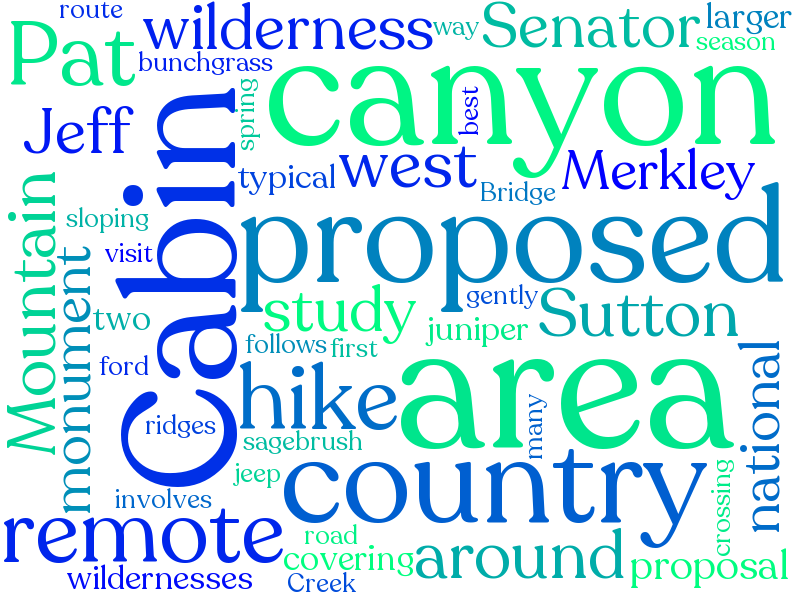 route
wilderness
way
Senator
larger
season
Pat
bunchgrass
canyon
Jeff
spring
best
Cabin
typical
west
Bridge
Merkley
Mountain
sloping
visit
monument
proposed
gently
two
study
juniper
Sutton
follows
first
ford
hike
area
ridges
sagebrush
many
national
jeep
country
crossing
involves
remote
road
covering
around
proposal
wildernesses
Creek